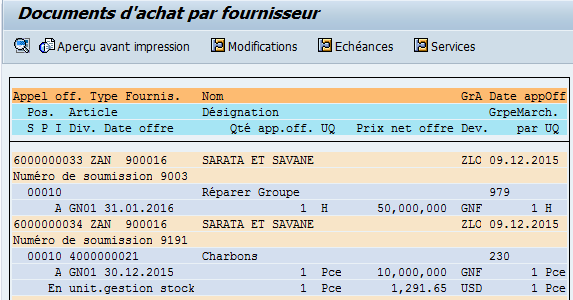 Documents d'achat par fournisseur
Aperçu avant impression Modifications Echéances Services
Appel off. Type Fournis. Nom GrA Date appOff
Pos. Article Désignation GrpeMarch.
S P I Div. Date offre Qté app.off. UQ Prix net offre Dev. par UQ
6000000033 ZAN 900016 SARATA ET SAVANE ZLC 09.12.2015
Numéro de soumission 9003
00010 Réparer Groupe 979
A GN01 31.01.2016 1 H 50,000,000 GNF 1 H
6000000034 ZAN 900016 SARATA ET SAVANE ZLC 09.12.2015
Numéro de soumission 9191
00010 4000000021 Charbons 230
A GN01 30.12.2015 1 Pce 10,000,000 GNF 1 Pce
En unit.gestion stock 1 Pce 1,291.65 USD 1 Pce